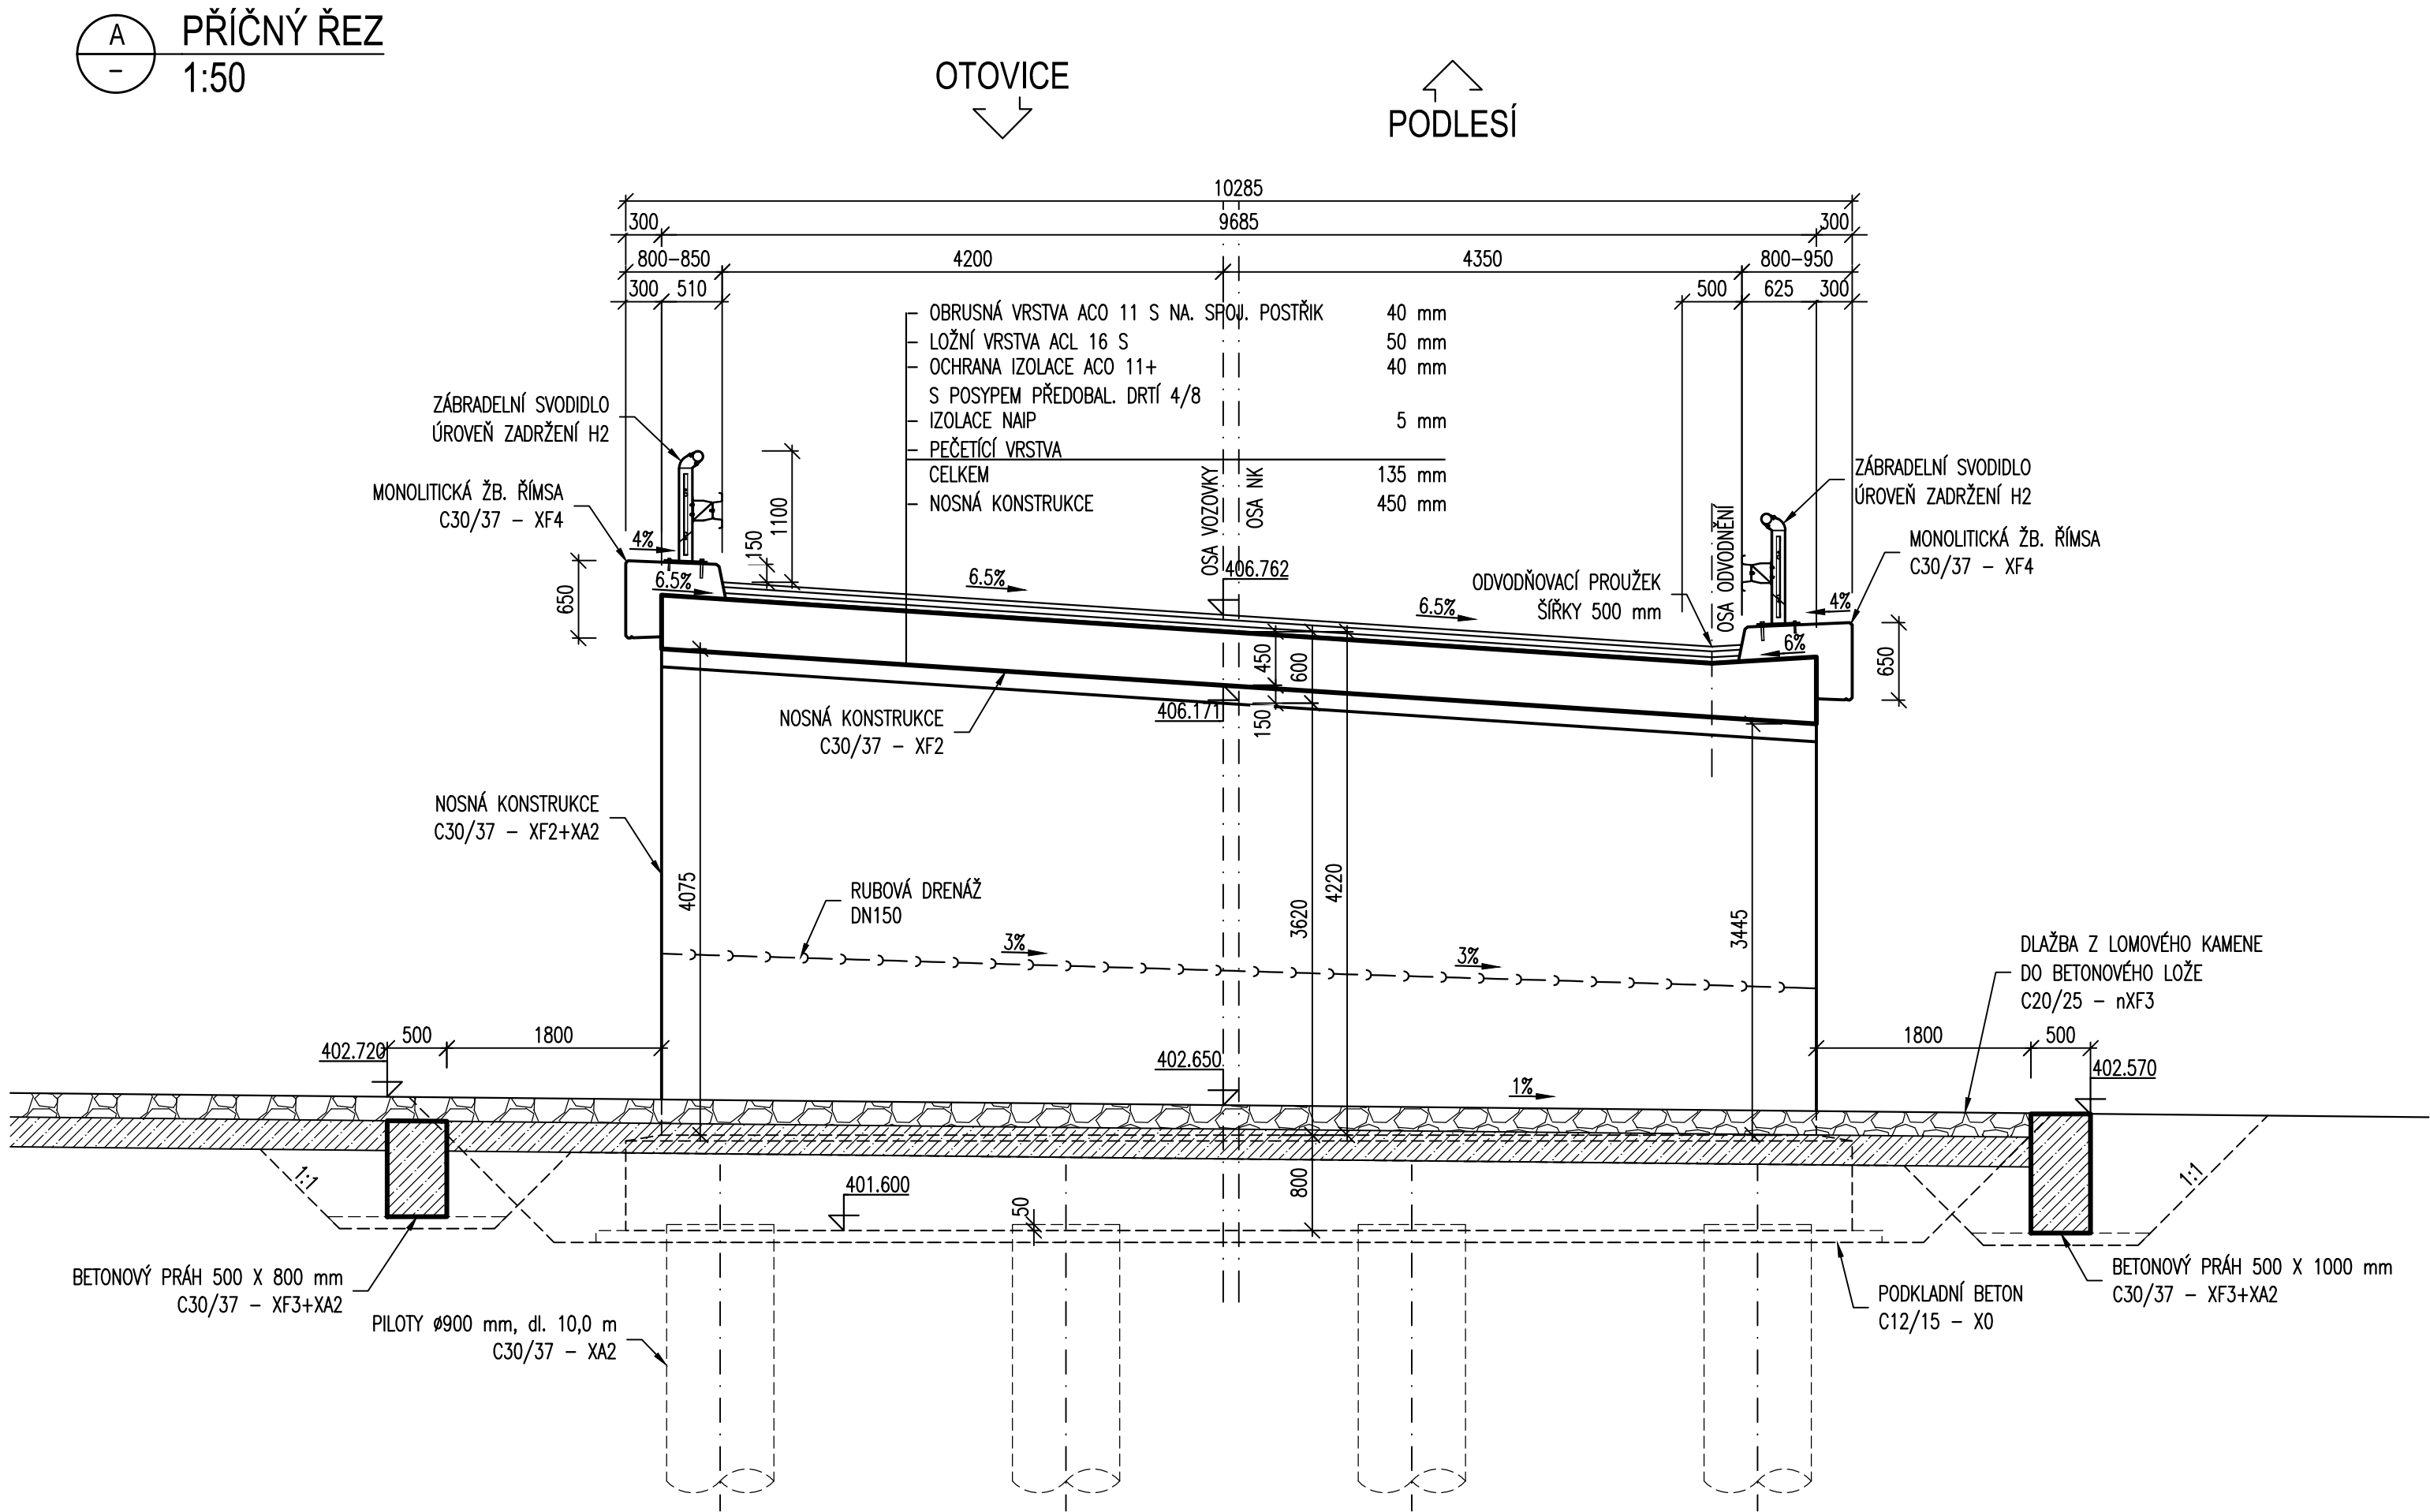 A
PŘÍČNÝ ŘEZ
–
1:50
OTOVICE
PODLESÍ
10285
300
9685
300
800–850
4200
4350
800–950
300
510
500
625
300
OBRUSNÁ VRSTVA ACO 11 S NA. SPOJ. POSTŘIK 40 mm
LOŽNÍ VRSTVA ACL 16 S 50 mm
OCHRANA IZOLACE ACO 11+ 40 mm
S POSYPEM PŘEDOBAL. DRTÍ 4/8
IZOLACE NAIP 5 mm
PEČETÍCÍ VRSTVA
CELKEM 135 mm
NOSNÁ KONSTRUKCE 450 mm
ZÁBRADELNÍ SVODIDLO
ÚROVEŇ ZADRŽENÍ H2
MONOLITICKÁ ŽB. ŘÍMSA
C30/37 – XF4
4%
6.5%
650
150
1100
6.5%
OSA VOZOVKY
OSA NK
406.762
6.5%
ODVODŇOVACÍ PROUŽEK
ŠÍŘKY 500 mm
OSA ODVODNĚNÍ
ZÁBRADELNÍ SVODIDLO
ÚROVEŇ ZADRŽENÍ H2
MONOLITICKÁ ŽB. ŘÍMSA
C30/37 – XF4
4%
6%
650
450
600
150
406.171
NOSNÁ KONSTRUKCE
C30/37 – XF2
NOSNÁ KONSTRUKCE
C30/37 – XF2+XA2
4075
RUBOVÁ DRENÁŽ
DN150
3%
3620
4220
3%
3445
DLAŽBA Z LOMOVÉHO KAMENE
DO BETONOVÉHO LOŽE
C20/25 – nXF3
500
1800
402.720
402.650
1%
1800
500
402.570
1:1
401.600
50
800
1:1
BETONOVÝ PRÁH 500 X 800 mm
C30/37 – XF3+XA2
PILOTY ø900 mm, dl. 10,0 m
C30/37 – XA2
PODKLADNÍ BETON
C12/15 – X0
BETONOVÝ PRÁH 500 X 1000 mm
C30/37 – XF3+XA2